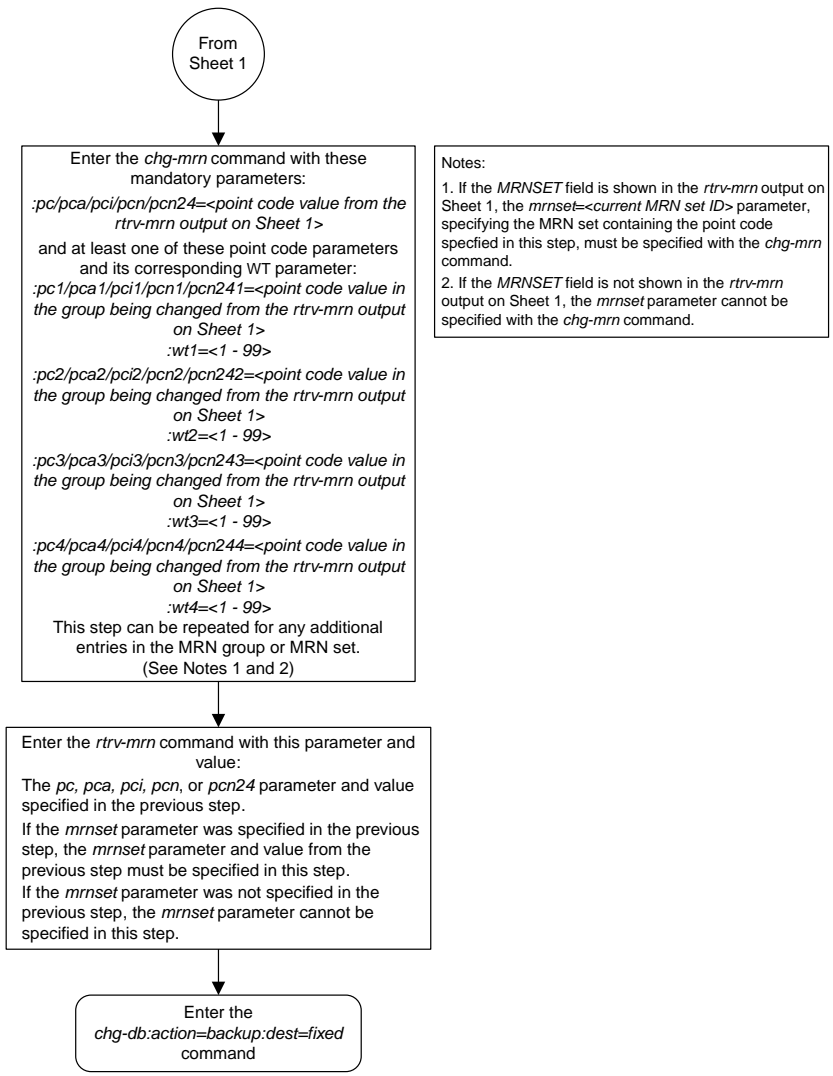 From
Sheet 1
Enter the chg-mrn command with these
mandatory parameters:
:pc/pca/pci/pcn/pcn24=<point code value from the
rtrv-mrn output on Sheet 1>
and at least one of these point code parameters
and its corresponding WT parameter:
:pc1/pca1/pci1/pcn1/pcn241=<point code value in
the group being changed from the rtrv-mrn output
on Sheet 1>
:wt1=<1 - 99>
:pc2/pca2/pci2/pcn2/pcn242=<point code value in
the group being changed from the rtrv-mrn output
on Sheet 1>
:wt2=<1 - 99>
:pc3/pca3/pci3/pcn3/pcn243=<point code value in
the group being changed from the rtrv-mrn output
on Sheet 1>
:wt3=<1 - 99>
:pc4/pca4/pci4/pcn4/pcn244=<point code value in
the group being changed from the rtrv-mrn output
on Sheet 1>
:wt4=<1 - 99>
This step can be repeated for any additional
entries in the MRN group or MRN set.
(See Notes 1 and 2)
Notes:
1. If the MRNSET field is shown in the rtrv-mrn output on
Sheet 1, the mrnset=<current MRN set ID> parameter,
specifying the MRN set containing the point code
specfied in this step, must be specified with the chg-mrn
command.
2. If the MRNSET field is not shown in the rtrv-mrn
output on Sheet 1, the mrnset parameter cannot be
specified with the chg-mrn command.
Enter the rtrv-mrn command with this parameter and
value:
The pc, pca, pci, pcn, or pcn24 parameter and value
specified in the previous step.
If the mrnset parameter was specified in the previous
step, the mrnset parameter and value from the
previous step must be specified in this step.
If the mrnset parameter was not specified in the
previous step, the mrnset parameter cannot be
specified in this step.
Enter the
chg-db:action=backup:dest=fixed
command